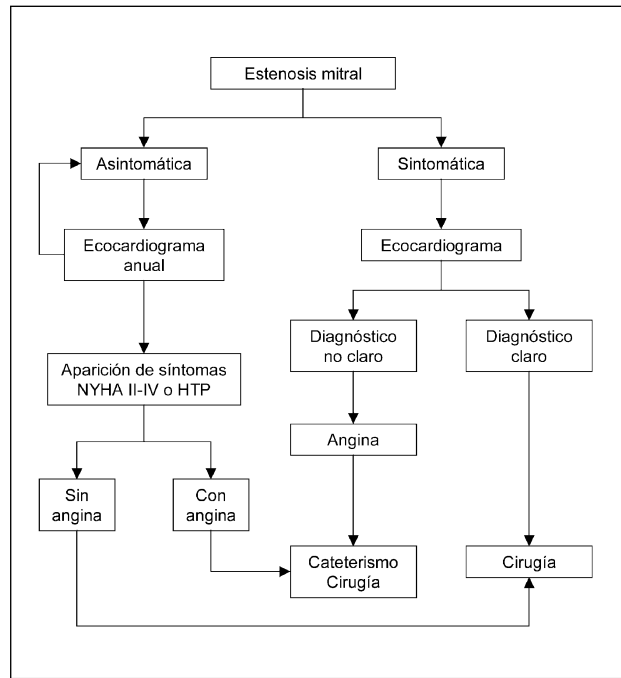 Estenosis mitral
Asintomática
Sintomática
Ecocardiograma
anual
Ecocardiograma
Diagnóstico
no claro
Diagnóstico
claro
Aparición de síntomas
NYHA II-IV o HTP
Angina
Sin
angina
Con
angina
Cateterismo
Cirugía
Cirugía